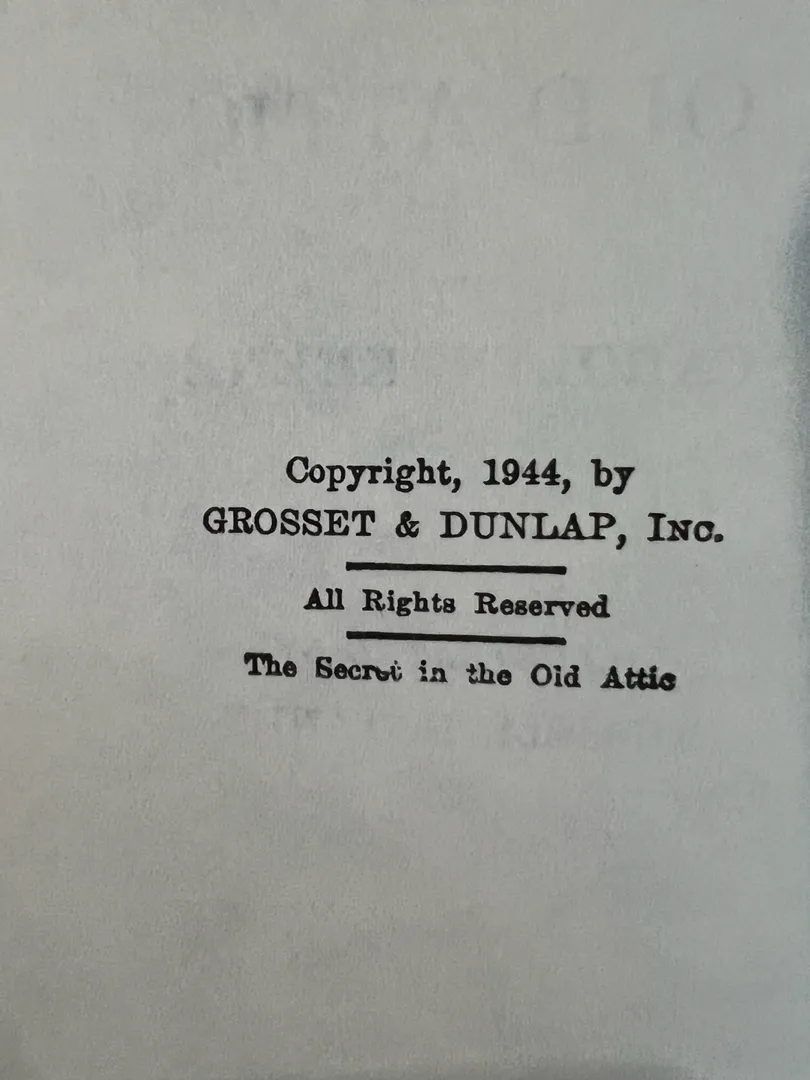 Copyright, 1944, by
GROSSET & DUNLAP, INC.
All Rights Reserved
The Secret in the Old Attic